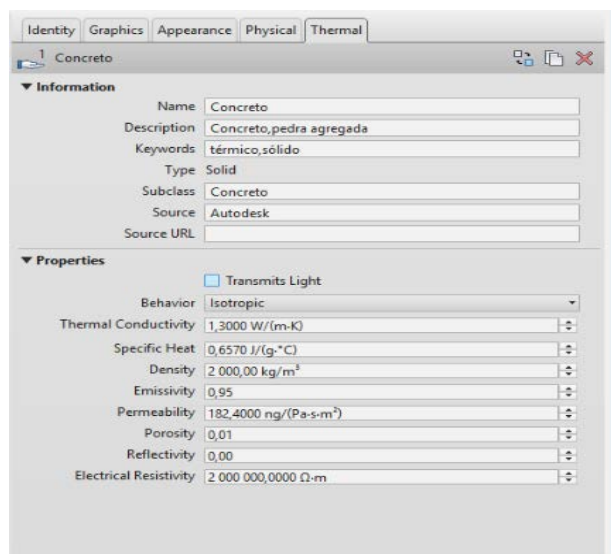 Identity Graphics Appearance Physical Thermal
1 Concreto
Information
Name Concreto
Description Concreto,pedra agregada
Keywords térmico,sólido
Type Solid
Subclass Concreto
Source Autodesk
Source URL
Properties
Transmits Light
Behavior Isotropic
Thermal Conductivity 1,3000 W/(m·K)
Specific Heat 0,6570 J/(g·°C)
Density 2 000,00 kg/m³
Emissivity 0,95
Permeability 182,4000 ng/(Pa·s·m²)
Porosity 0,01
Reflectivity 0,00
Electrical Resistivity 2 000 000,0000 Ω·m